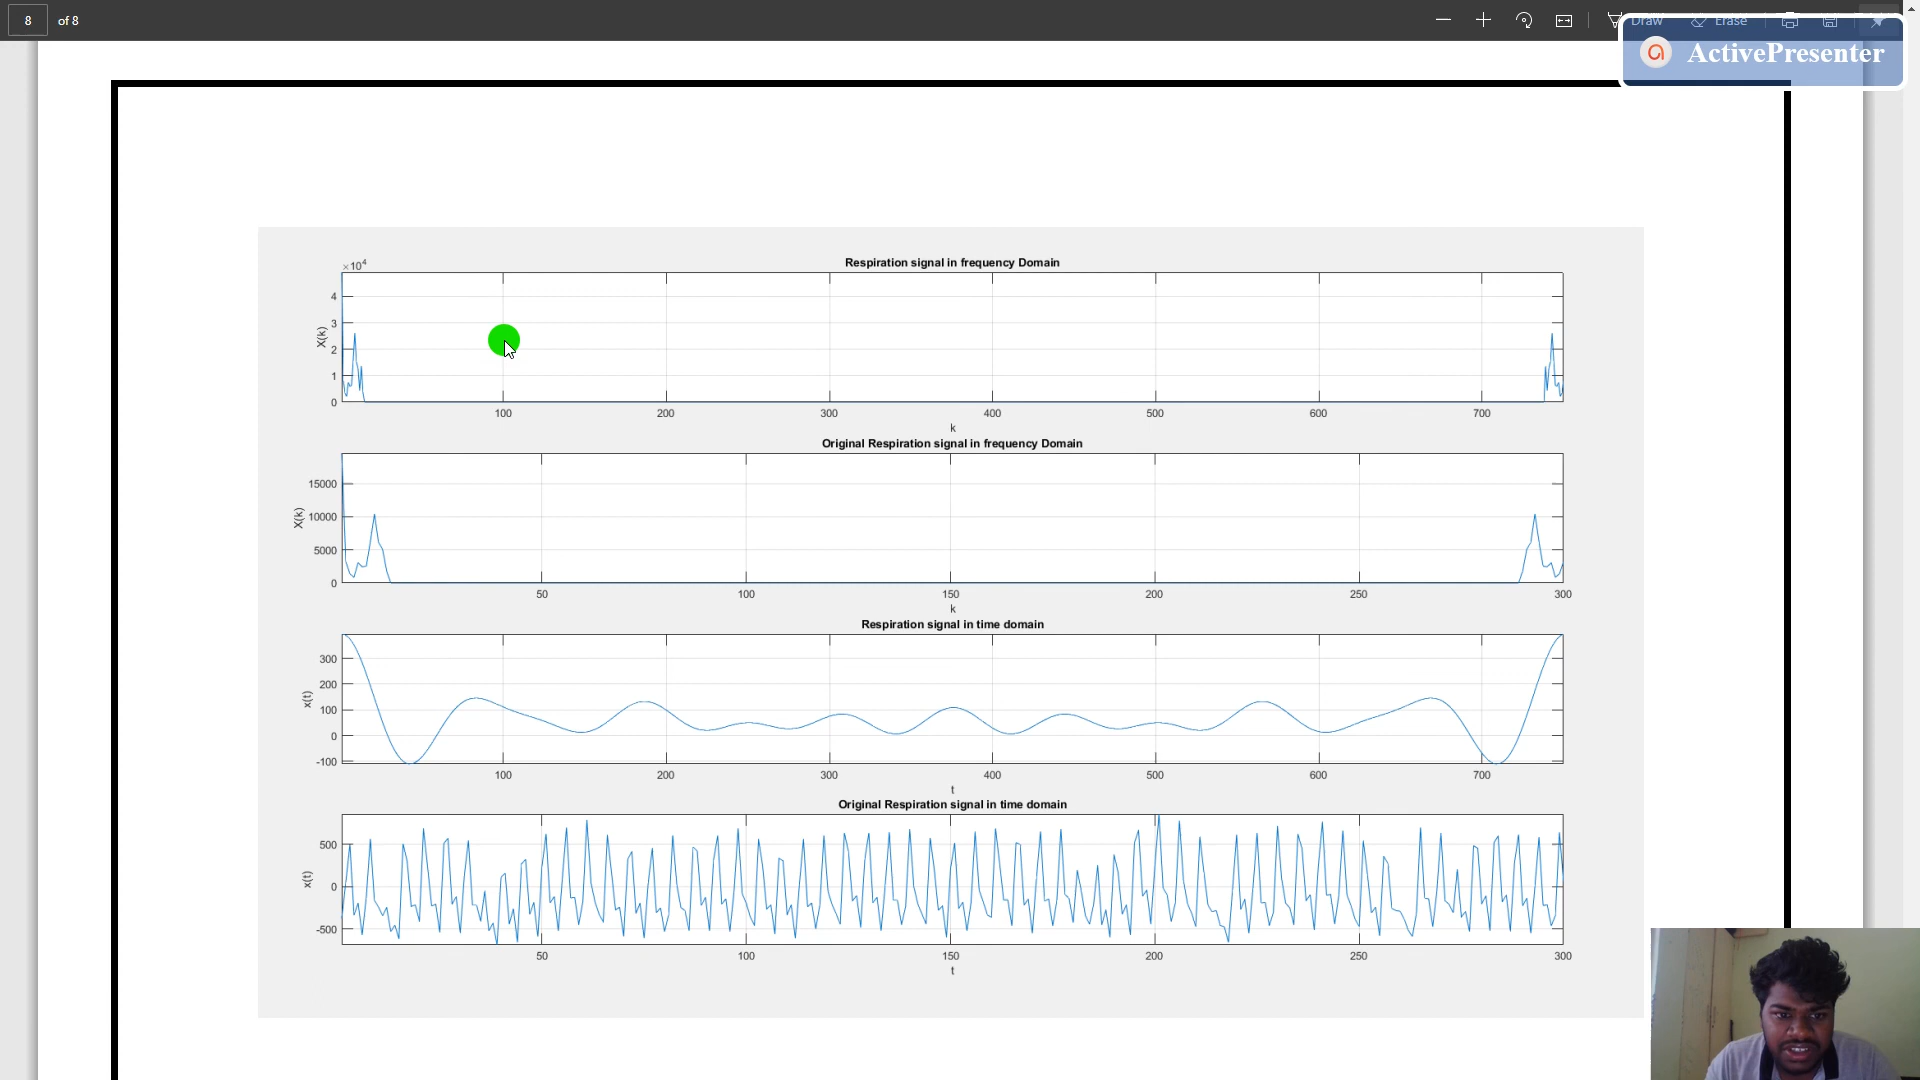 8 of 8
Draw Erase
ActivePresenter
Respiration signal in frequency Domain
×10⁴
4
3
2
1
0
X(k)
100 200 300 400 500 600 700
k
Original Respiration signal in frequency Domain
15000
10000
5000
0
X(k)
50 100 150 200 250 300
k
Respiration signal in time domain
300
200
100
0
-100
x(t)
100 200 300 400 500 600 700
t
Original Respiration signal in time domain
500
0
-500
x(t)
50 100 150 200 250 300
t